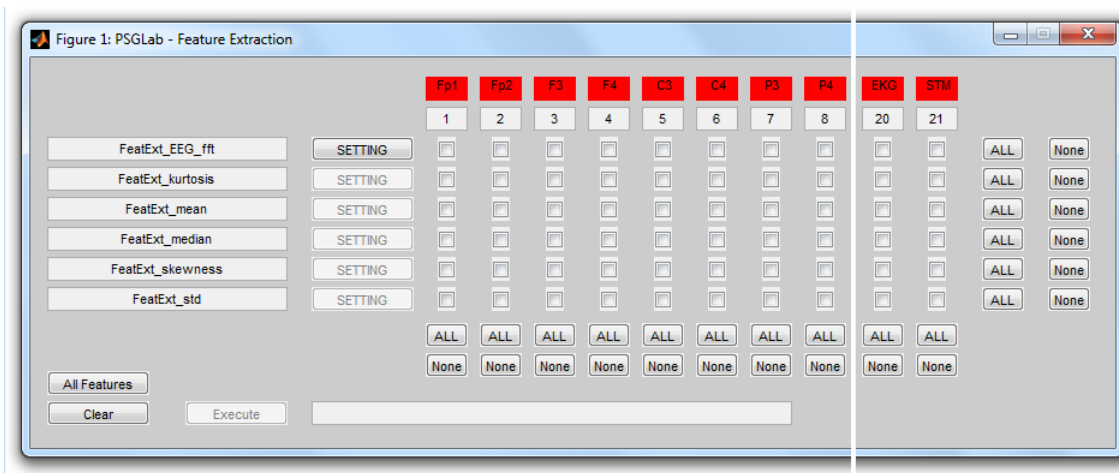 Figure 1: PSGLab - Feature Extraction
Fp1 Fp2 F3 F4 C3 C4 P3 P4 EKG STM
1 2 3 4 5 6 7 8 20 21
FeatExt_EEG_fft SETTING ALL None
FeatExt_kurtosis SETTING ALL None
FeatExt_mean SETTING ALL None
FeatExt_median SETTING ALL None
FeatExt_skewness SETTING ALL None
FeatExt_std SETTING ALL None
ALL ALL ALL ALL ALL ALL ALL ALL ALL ALL
None None None None None None None None None None
All Features
Clear Execute